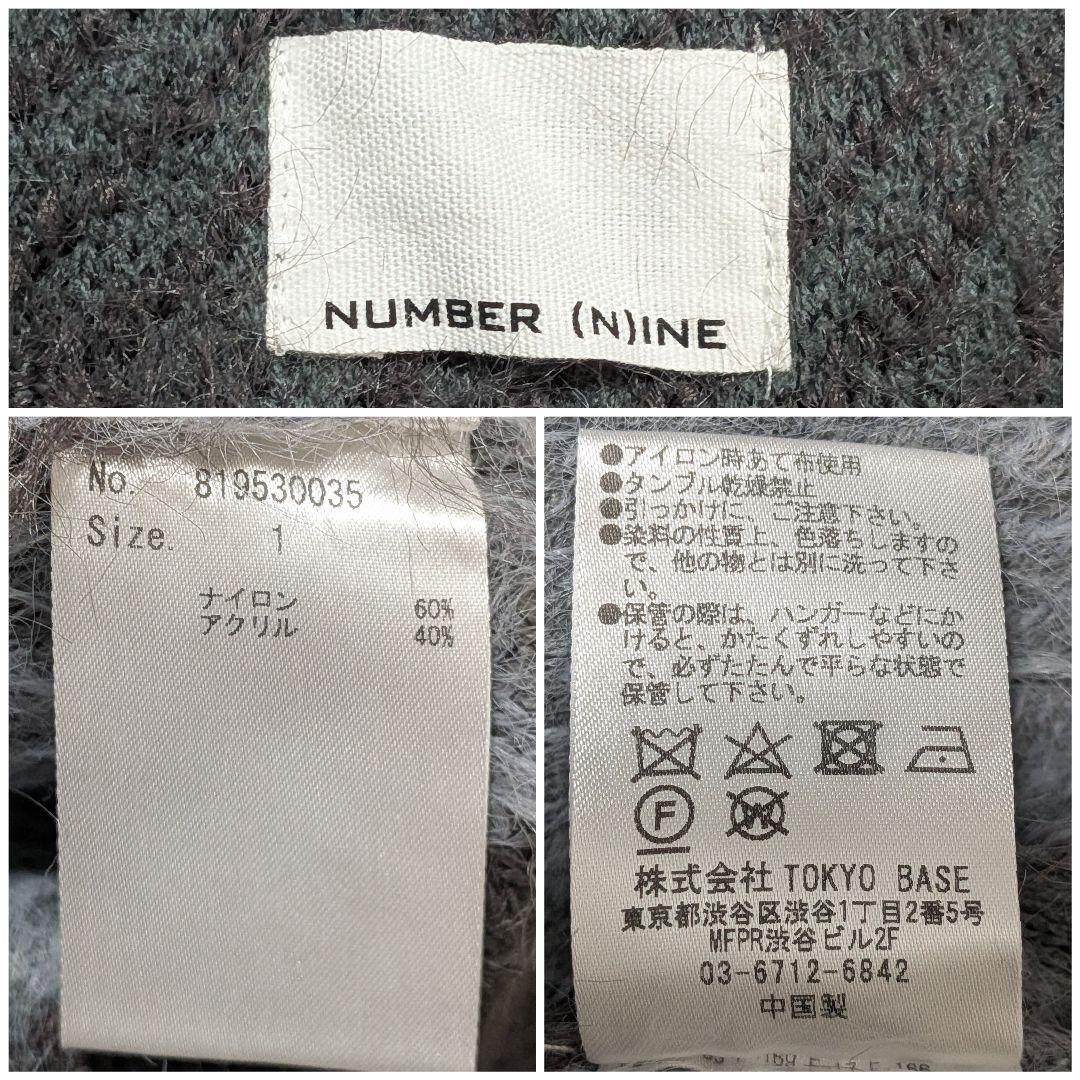 NUMBER (N)INE
No. 819530035
Size. 1
ナイロン 60%
アクリル 40%
●アイロン時あて布使用
●タンブル乾燥禁止
●引っかけに、ご注意下さい。
●染料の性質上、色落ちしますの
で、他の物とは別に洗って下さ
い。
●保管の際は、ハンガーなどにか
けると、かたくずれしやすいの
で、必ずたたんで平らな状態で
保管して下さい。
F
W
株式会社 TOKYO BASE
東京都渋谷区渋谷1丁目2番5号
MFPR渋谷ビル2F
03-6712-6842
中国製